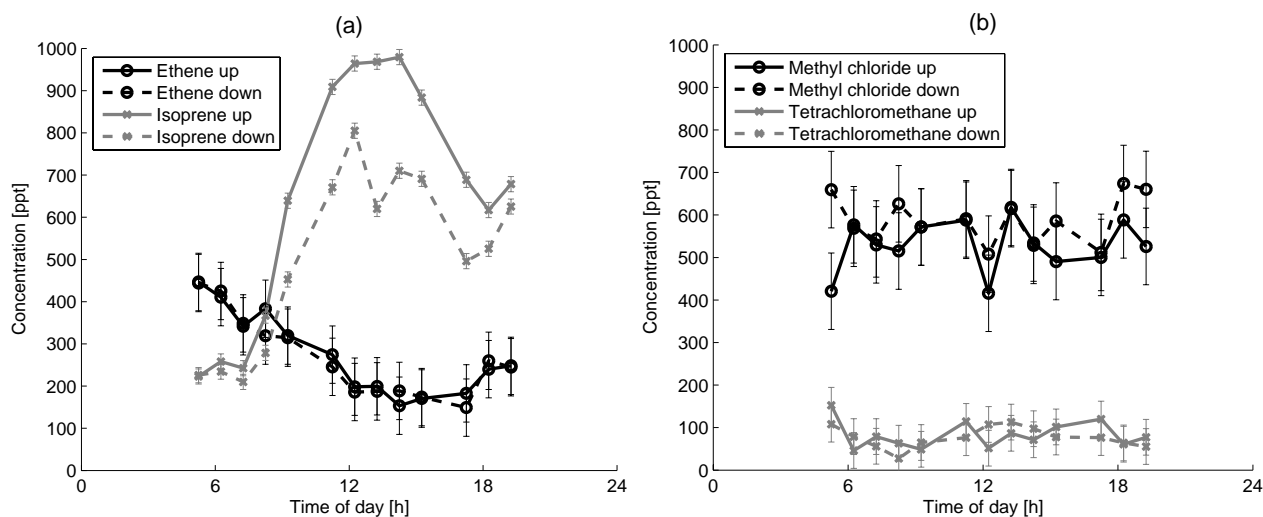 (a)
1000
900
800
700
600
500
400
300
200
100
0
Concentration [ppt]
Ethene up
Ethene down
Isoprene up
Isoprene down
0 6 12 18 24
Time of day [h]
(b)
1000
900
800
700
600
500
400
300
200
100
0
Concentration [ppt]
Methyl chloride up
Methyl chloride down
Tetrachloromethane up
Tetrachloromethane down
0 6 12 18 24
Time of day [h]